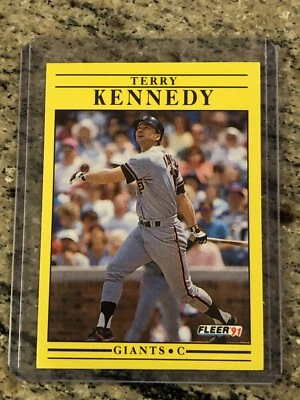 TERRY
KENNEDY
FLEER '91
GIANTS • C